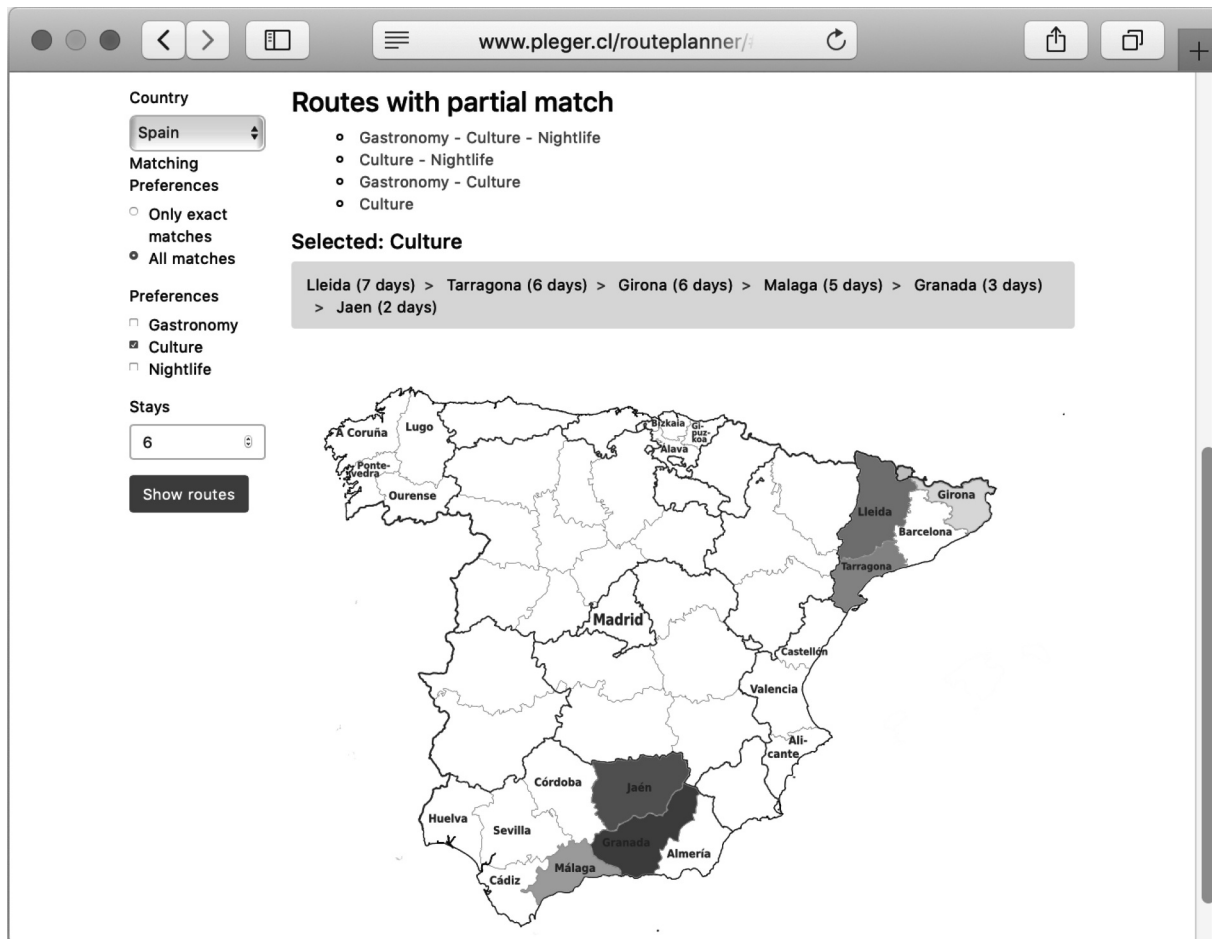 www.pleger.cl/routeplanner/#
Country
Spain
Matching
Preferences
Only exact
matches
All matches
Preferences
Gastronomy
Culture
Nightlife
Stays
6
Show routes
Routes with partial match
Gastronomy - Culture - Nightlife
Culture - Nightlife
Gastronomy - Culture
Culture
Selected: Culture
Lleida (7 days) > Tarragona (6 days) > Girona (6 days) > Malaga (5 days) > Granada (3 days)
> Jaen (2 days)
A Coruña
Lugo
Ponte-
vedra
Ourense
Bizkaia
Gi-
puz-
koa
Álava
Lleida
Girona
Barcelona
Tarragona
Madrid
Castellón
Valencia
Ali-
cante
Córdoba
Jaén
Huelva
Sevilla
Granada
Almería
Málaga
Cádiz